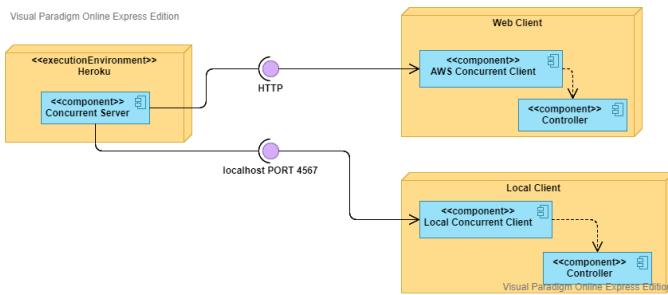 Visual Paradigm Online Express Edition
Web Client
<<executionEnvironment>>
Heroku
<<component>>
AWS Concurrent Client
HTTP
<<component>>
Concurrent Server
<<component>>
Controller
localhost PORT 4567
Local Client
<<component>>
Local Concurrent Client
<<component>>
Controller
Visual Paradigm Online Express Edition